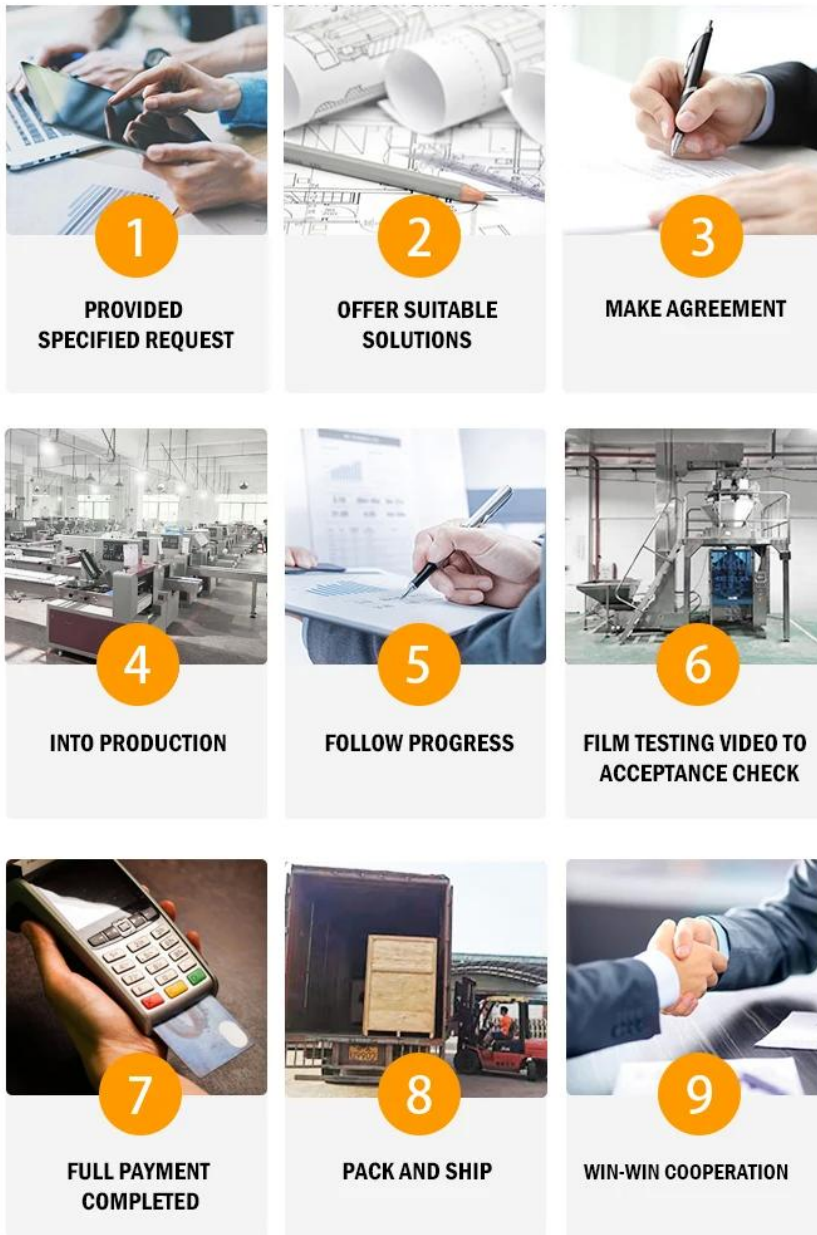 1
PROVIDED
SPECIFIED REQUEST
2
OFFER SUITABLE
SOLUTIONS
3
MAKE AGREEMENT
4
INTO PRODUCTION
5
FOLLOW PROGRESS
6
FILM TESTING VIDEO TO
ACCEPTANCE CHECK
7
FULL PAYMENT
COMPLETED
8
PACK AND SHIP
9
WIN-WIN COOPERATION